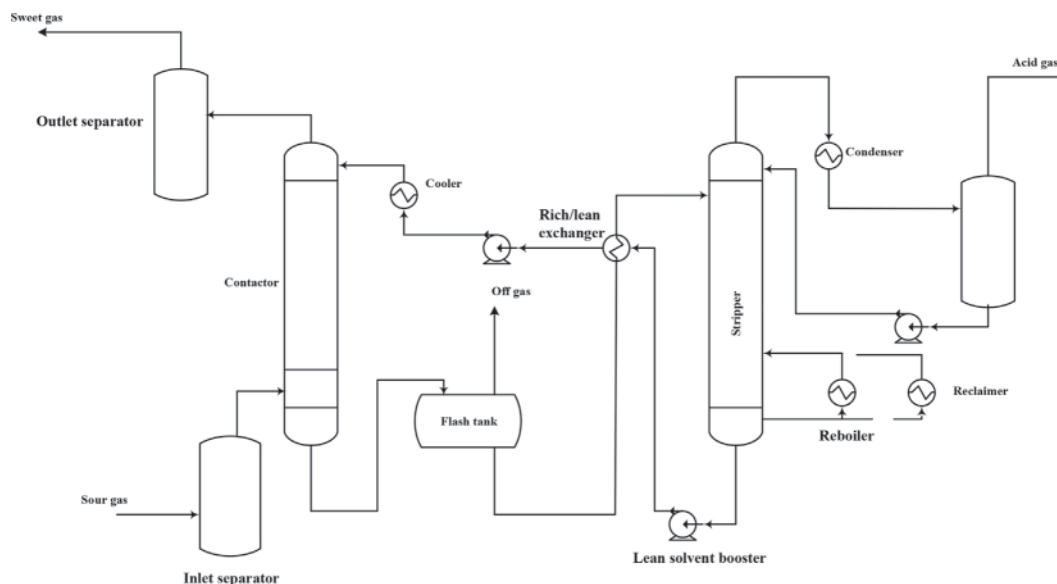 Sweet gas
Acid gas
Outlet separator
Condenser
Cooler
Rich/lean
exchanger
Contactor
Off gas
Stripper
Flash tank
Reclaimer
Reboiler
Sour gas
Lean solvent booster
Inlet separator